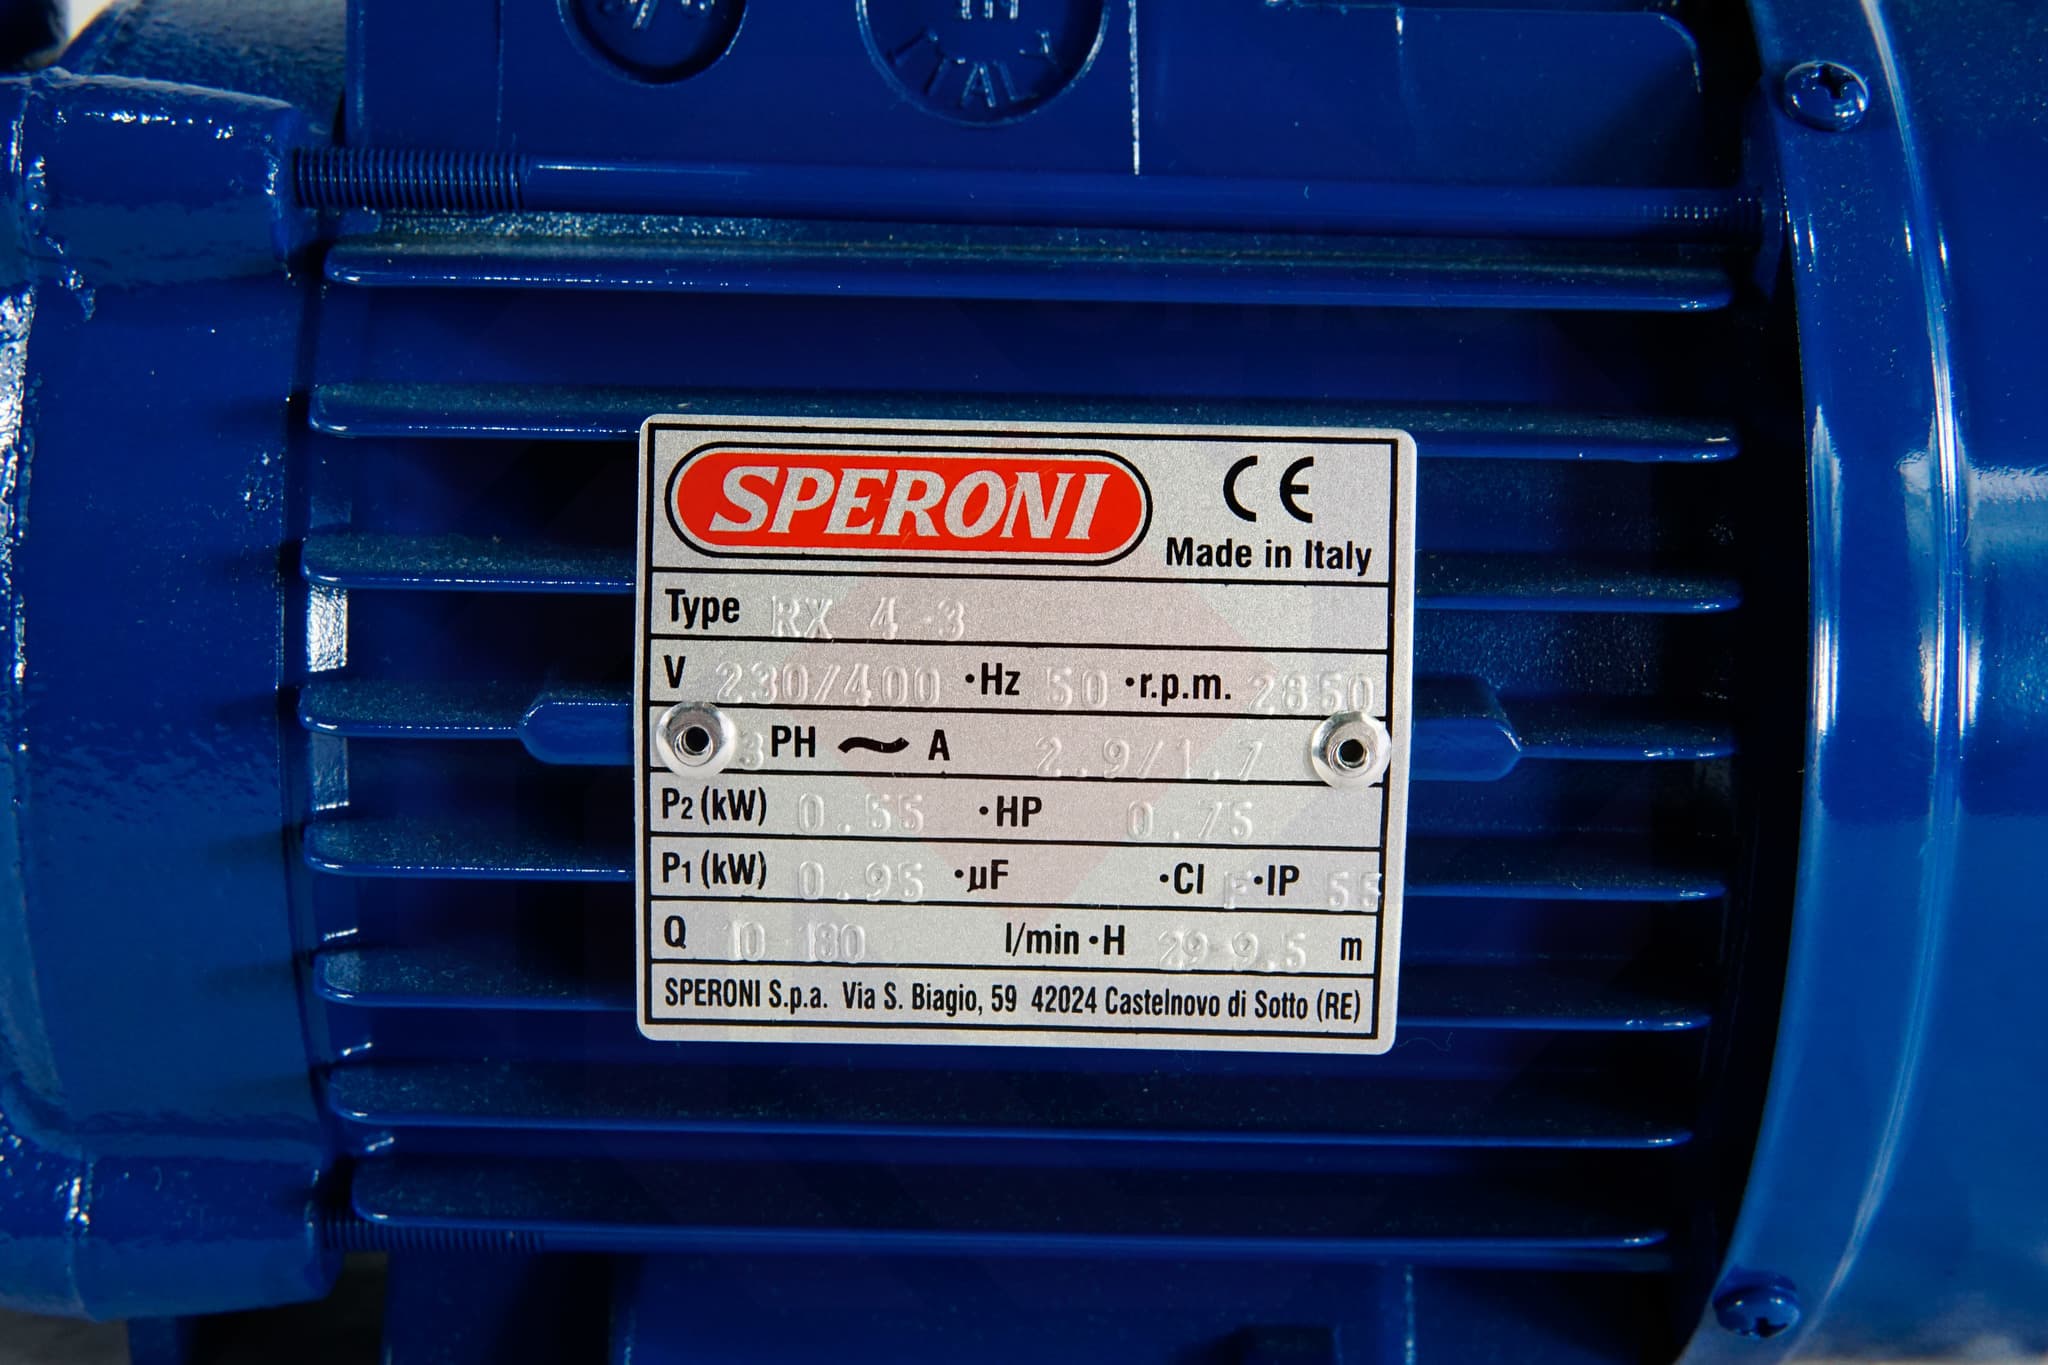 IN
ITALY
SPERONI
CE
Made in Italy
Type RX 4-3
V 230/400 •Hz 50 •r.p.m. 2850
3 PH ~ A 2.9/1.7
P2 (kW) 0.55 •HP 0.75
P1 (kW) 0.95 •µF •Cl F •IP 55
Q 10-180 l/min •H 29-9.5 m
SPERONI S.p.a. Via S. Biagio, 59 42024 Castelnovo di Sotto (RE)